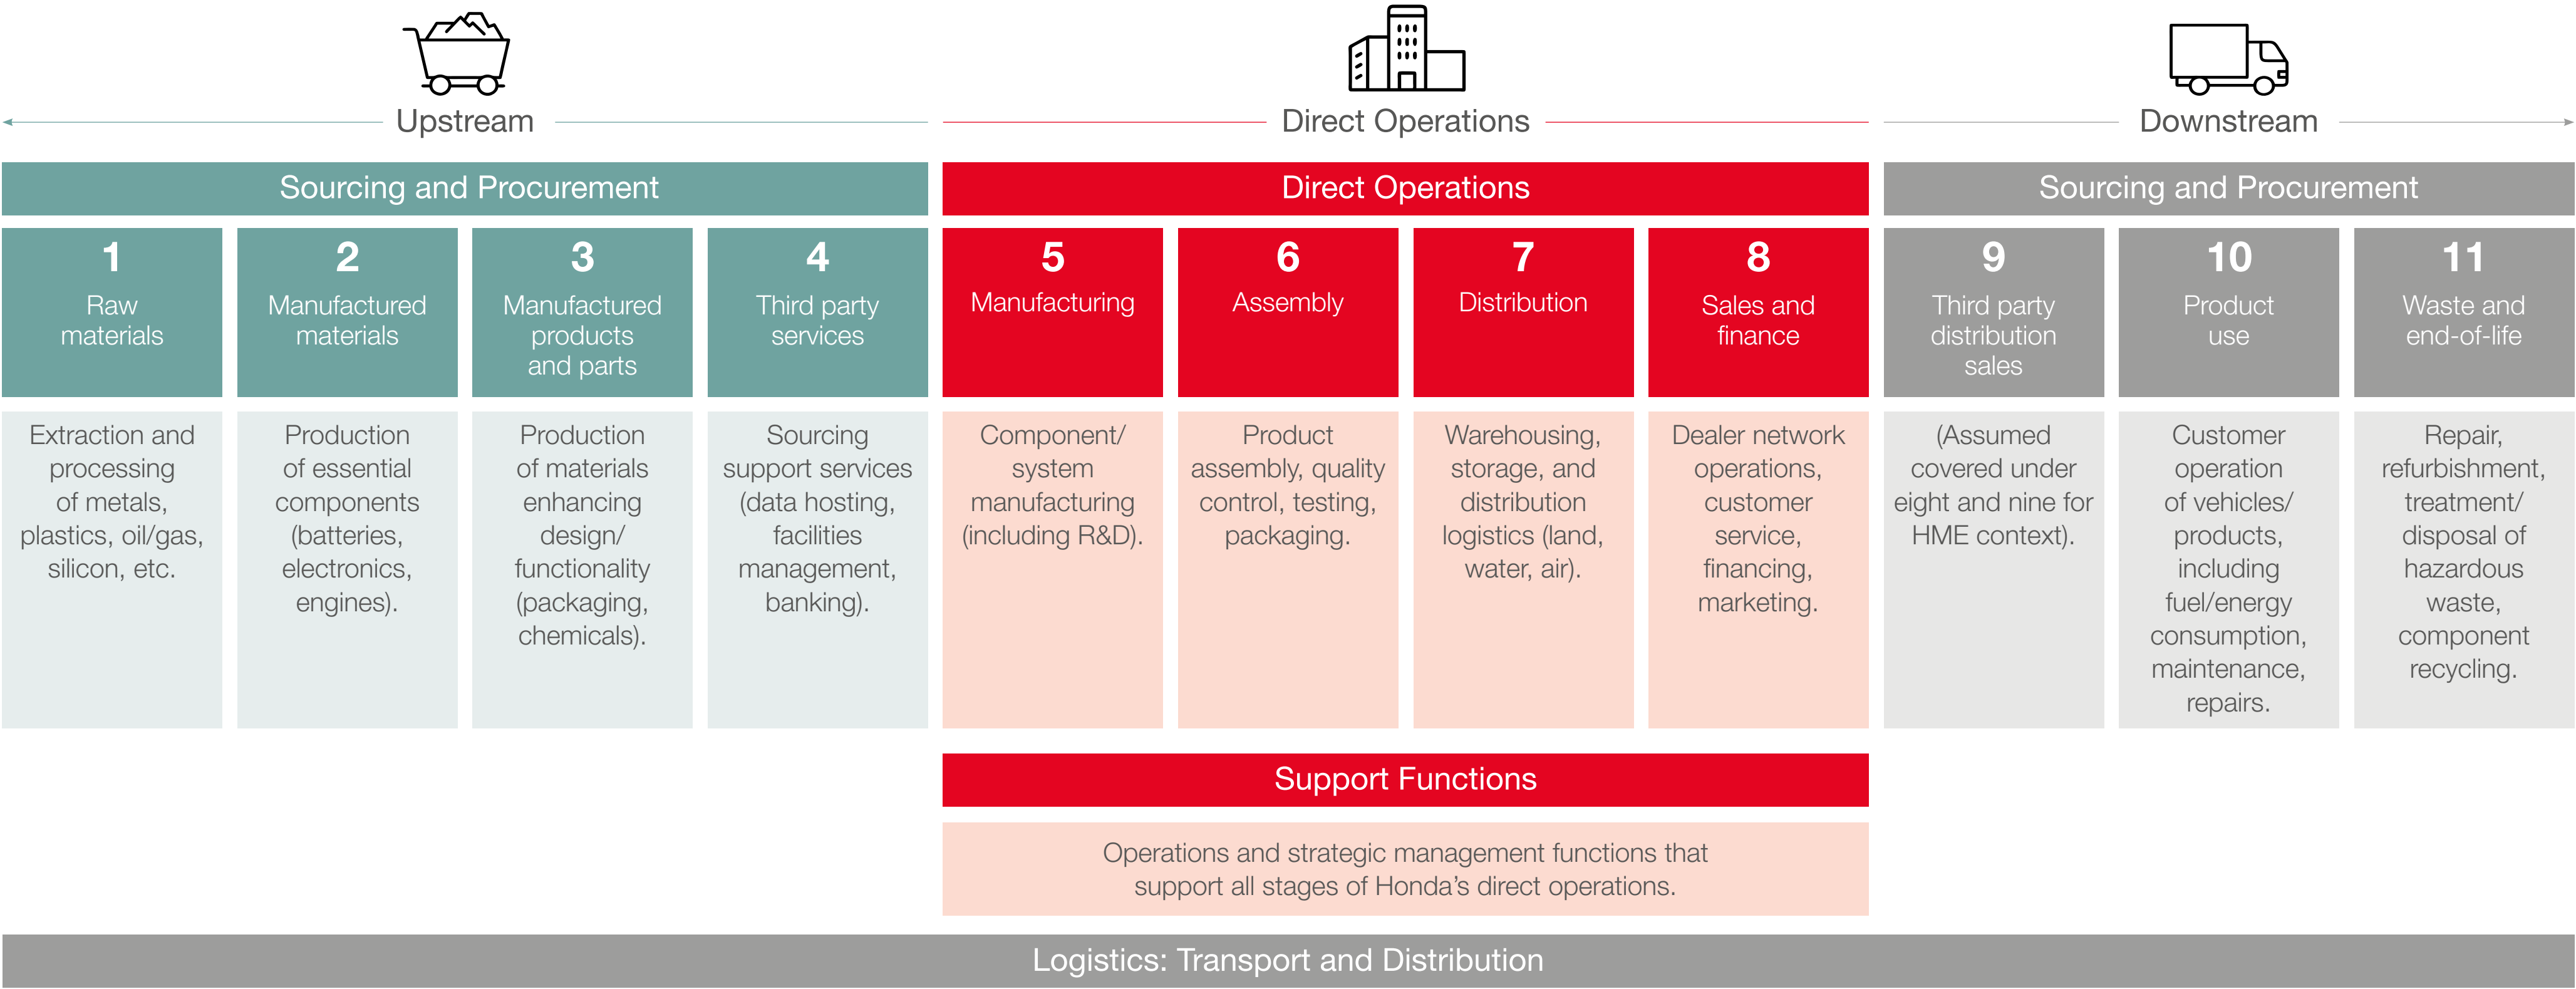 Upstream
Direct Operations
Downstream
Sourcing and Procurement
Direct Operations
Sourcing and Procurement
1
Raw
materials
2
Manufactured
materials
3
Manufactured
products
and parts
4
Third party
services
5
Manufacturing
6
Assembly
7
Distribution
8
Sales and
finance
9
Third party
distribution
sales
10
Product
use
11
Waste and
end-of-life
Extraction and
processing
of metals,
plastics, oil/gas,
silicon, etc.
Production
of essential
components
(batteries,
electronics,
engines).
Production
of materials
enhancing
design/
functionality
(packaging,
chemicals).
Sourcing
support services
(data hosting,
facilities
management,
banking).
Component/
system
manufacturing
(including R&D).
Product
assembly, quality
control, testing,
packaging.
Warehousing,
storage, and
distribution
logistics (land,
water, air).
Dealer network
operations,
customer
service,
financing,
marketing.
(Assumed
covered under
eight and nine for
HME context).
Customer
operation
of vehicles/
products,
including
fuel/energy
consumption,
maintenance,
repairs.
Repair,
refurbishment,
treatment/
disposal of
hazardous
waste,
component
recycling.
Support Functions
Operations and strategic management functions that
support all stages of Honda’s direct operations.
Logistics: Transport and Distribution